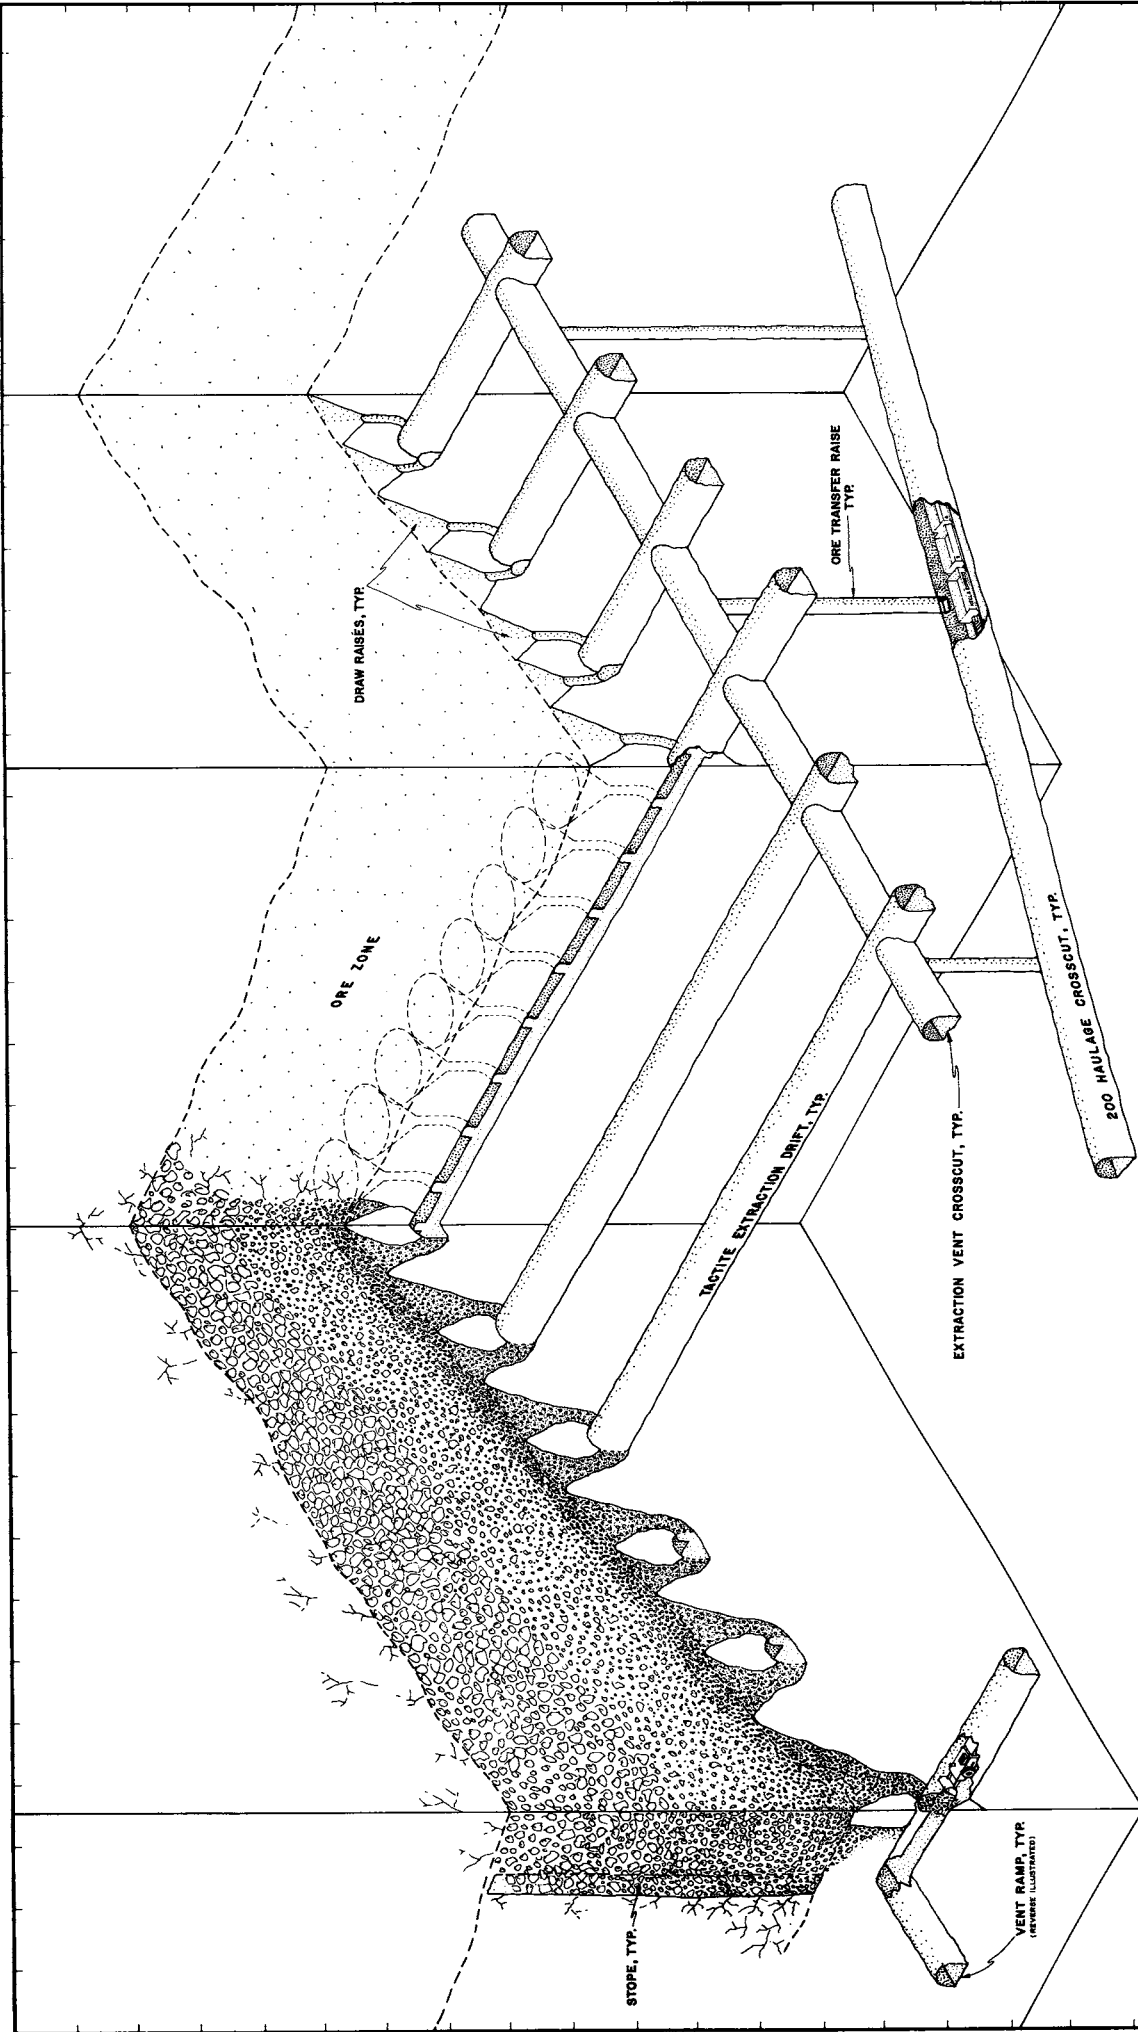 DRAW RAISES, TYP.
ORE ZONE
ORE TRANSFER RAISE
TYP.
200 HAULAGE CROSSCUT, TYP.
TACTITE EXTRACTION DRIFT, TYP.
EXTRACTION VENT CROSSCUT, TYP.
STOPE, TYP.
VENT RAMP, TYP.
(REVERSE ILLUSTRATED)